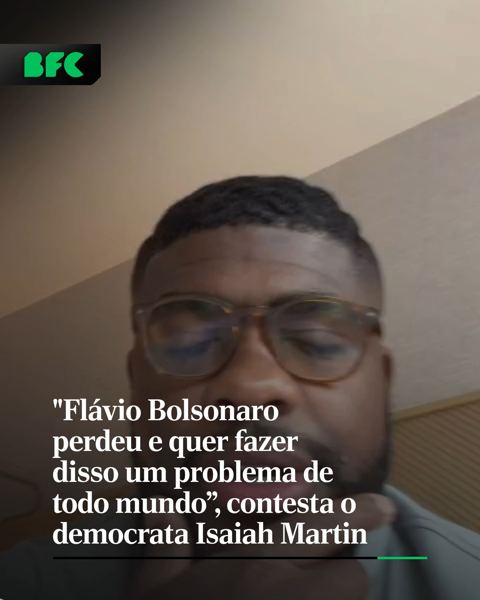 BFC
"Flávio Bolsonaro
perdeu e quer fazer
disso um problema de
todo mundo”, contesta o
democrata Isaiah Martin